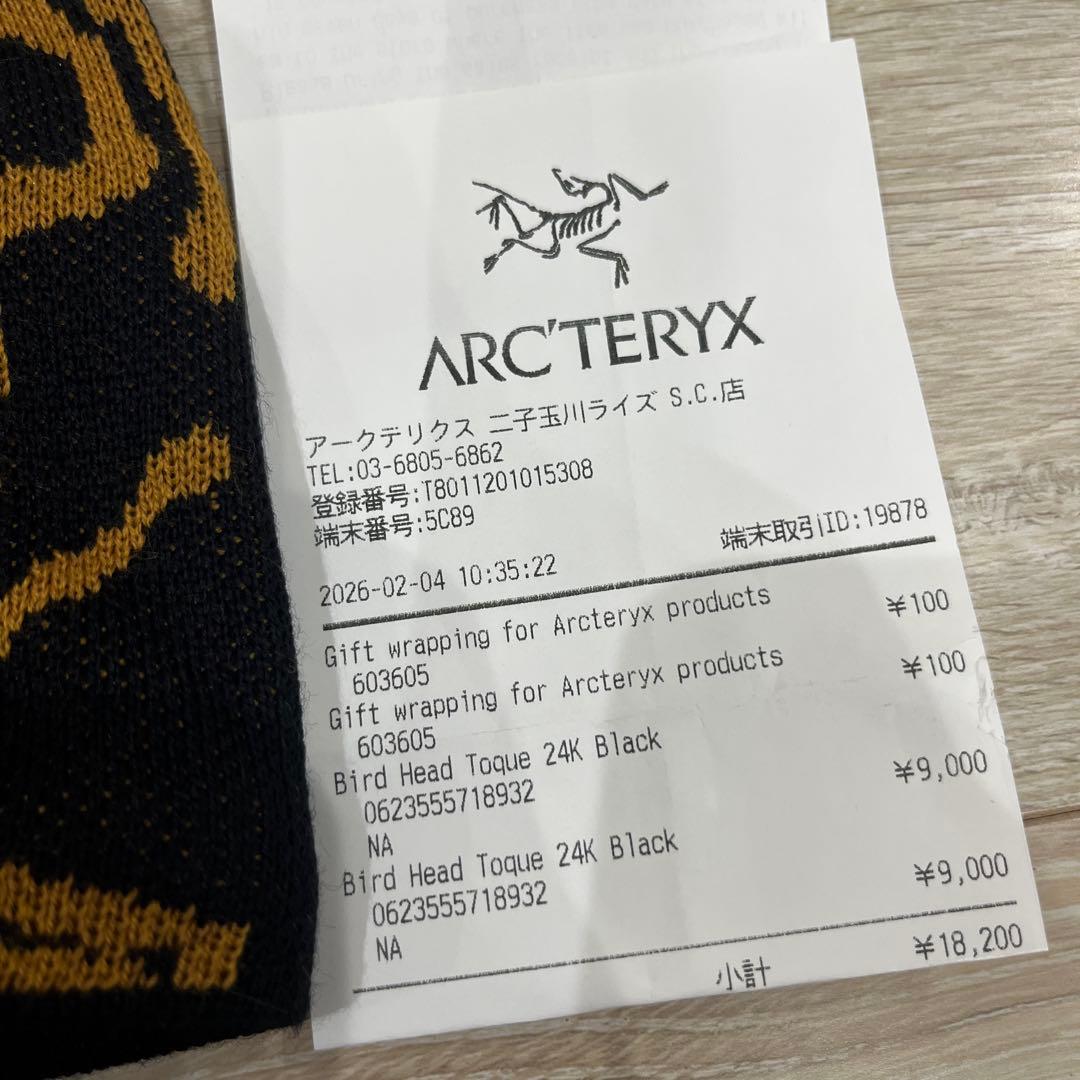 ARC'TERYX
アークテリクス 二子玉川ライズ S.C.店
TEL:03-6805-6862
登録番号:T8011201015308
端末番号:5C89
端末取引ID:19878
2026-02-04 10:35:22
Gift wrapping for Arcteryx products ¥100
603605
Gift wrapping for Arcteryx products ¥100
603605
Bird Head Toque 24K Black ¥9,000
0623555718932
NA
Bird Head Toque 24K Black ¥9,000
0623555718932
NA
小計 ¥18,200